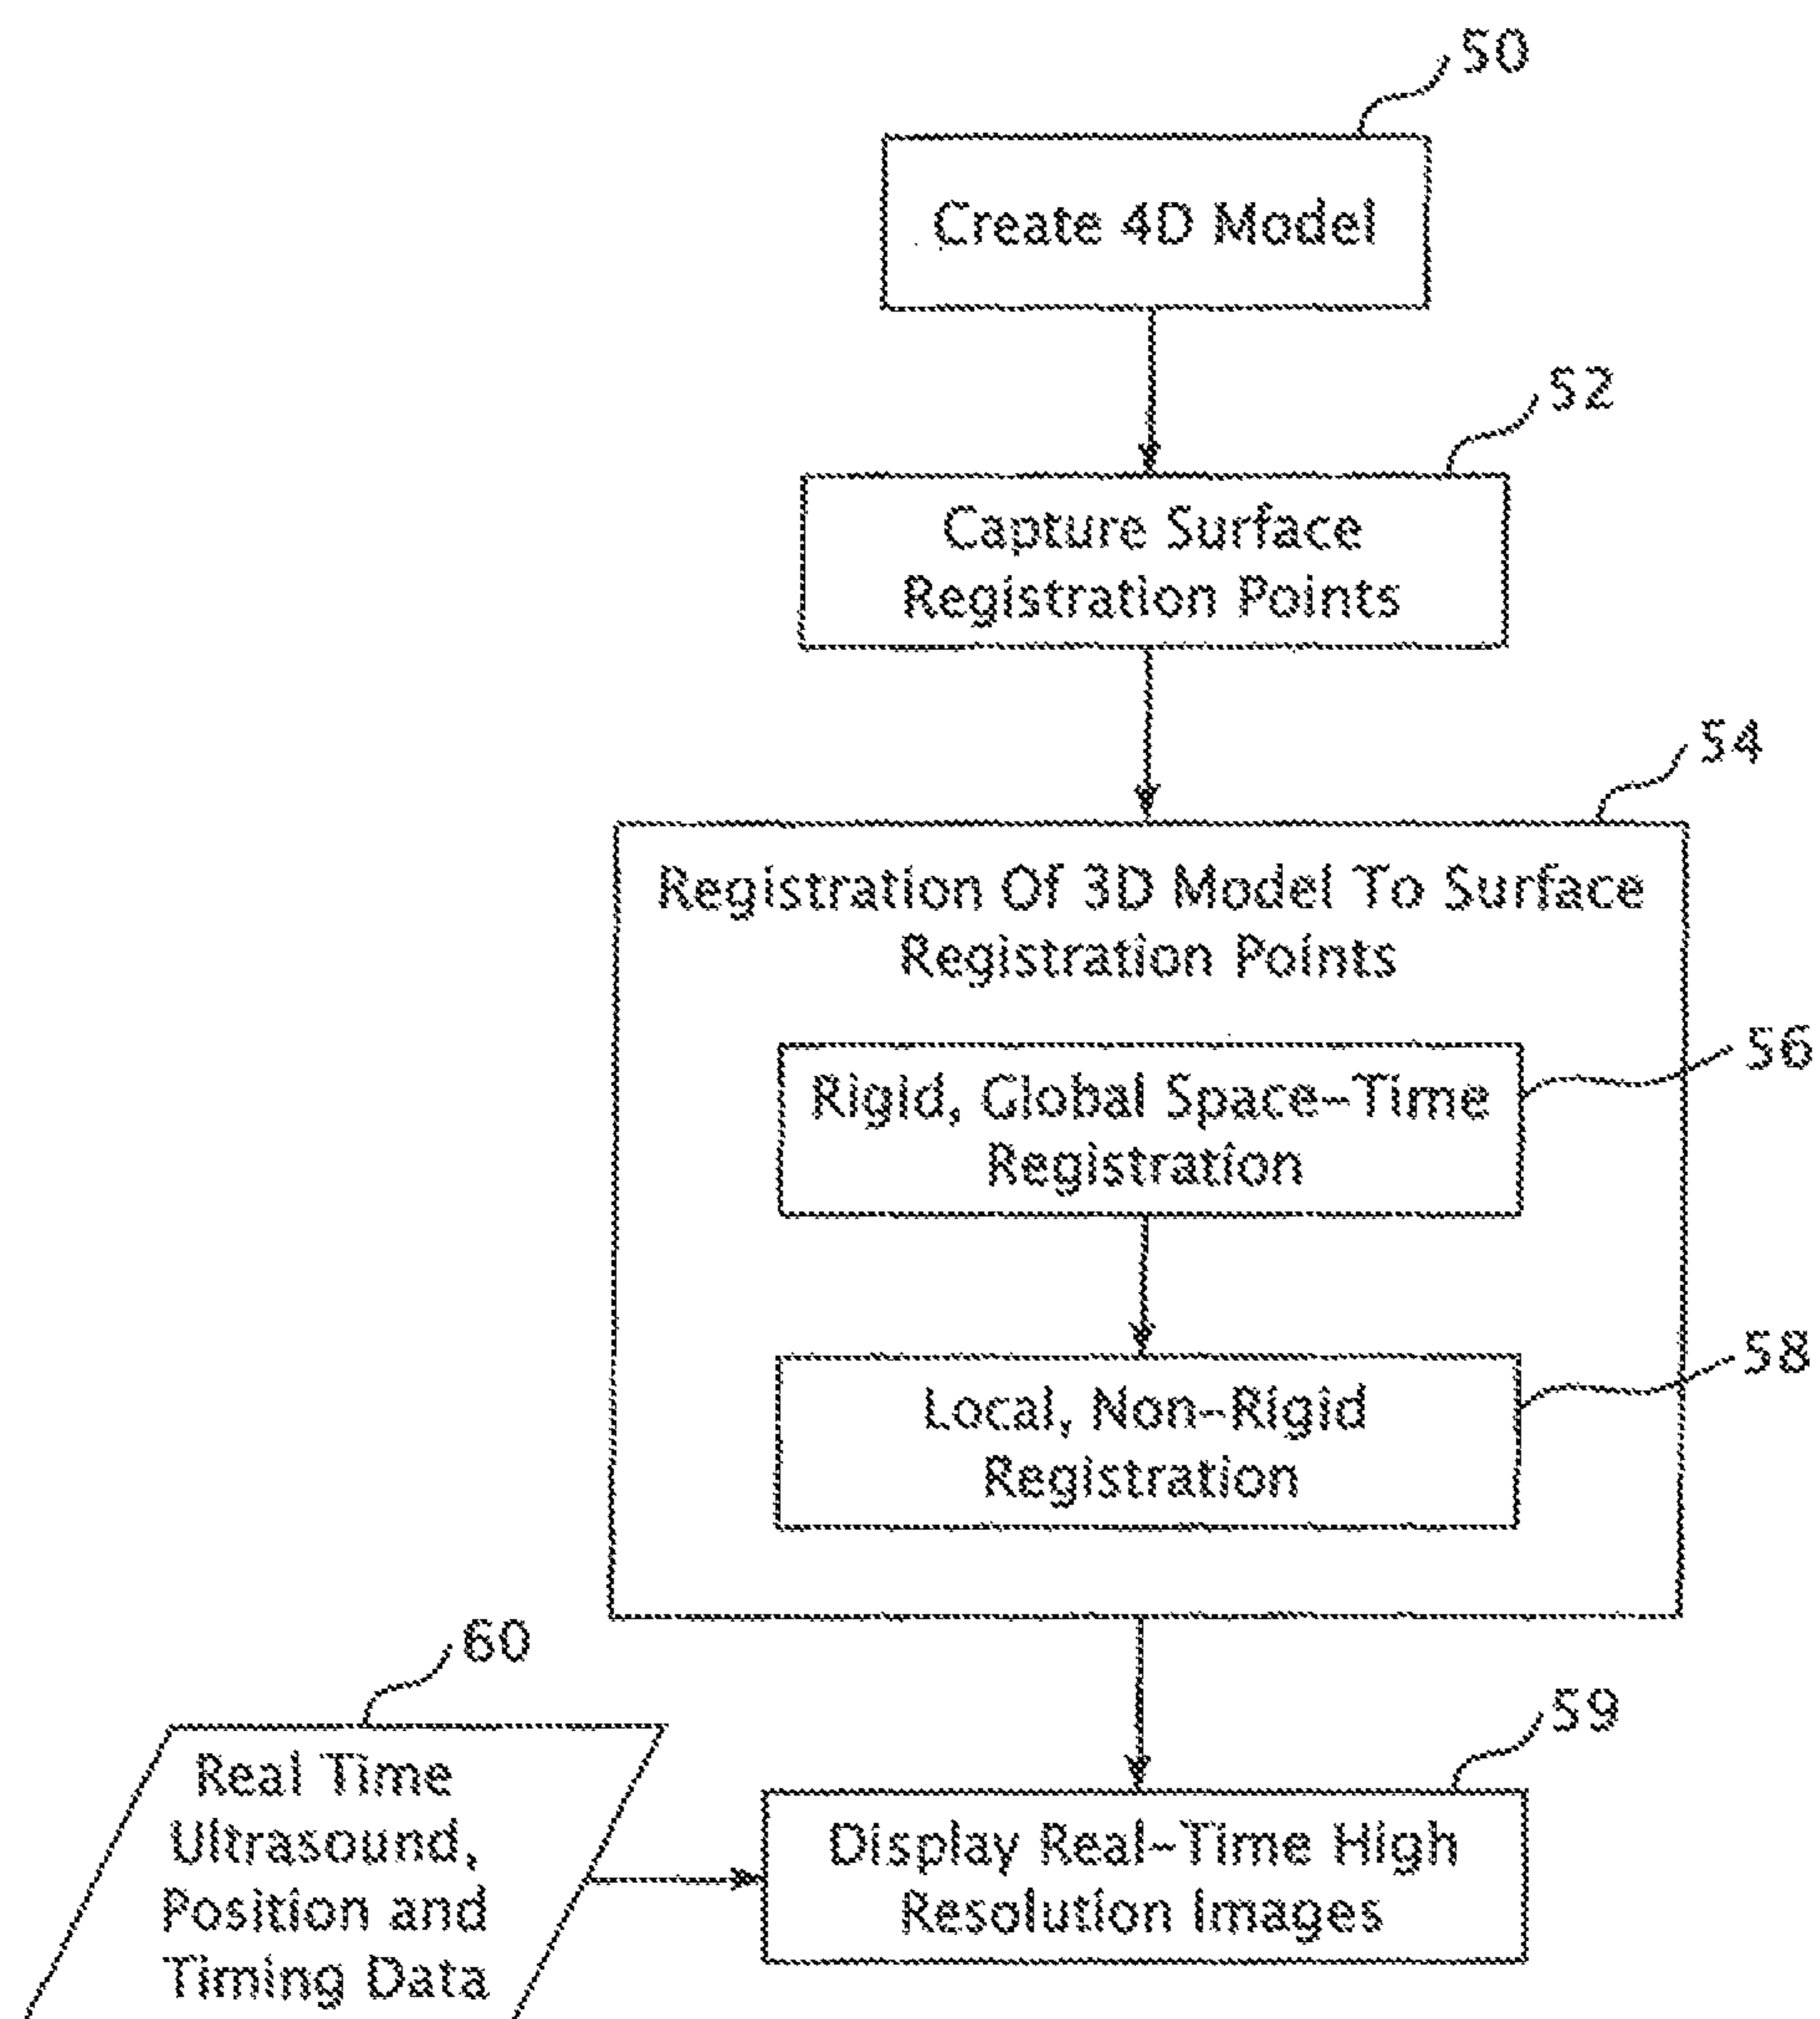 50
Create 4D Model
52
Capture Surface
Registration Points
54
Registration Of 3D Model To Surface
Registration Points
56
Rigid, Global Space-Time
Registration
58
Local, Non-Rigid
Registration
60
Real Time
Ultrasound,
Position and
Timing Data
59
Display Real-Time High
Resolution Images